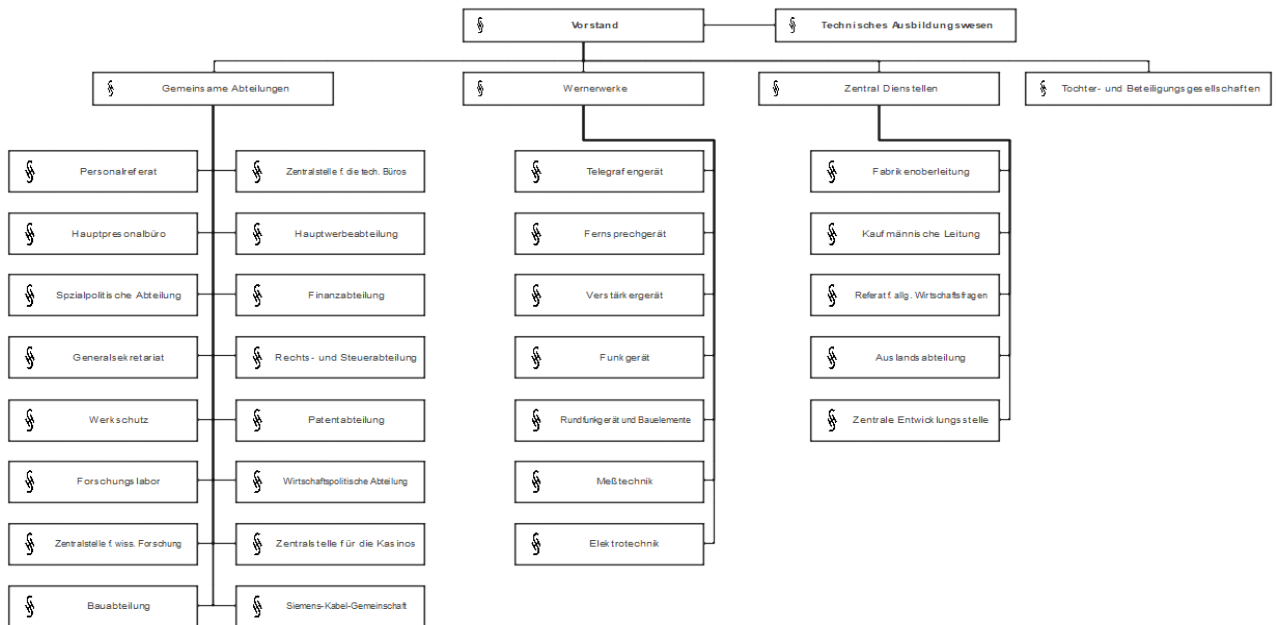 Vorstand
Technisches Ausbildungswesen
Gemeinsame Abteilungen
Wernerwerke
Zentral Dienstellen
Tochter- und Beteiligungsgesellschaften
Personalreferat
Zentralstelle f. die tech. Büros
Telegrafengerät
Fabrikenoberleitung
Hauptpresonalbüro
Hauptwerbeabteilung
Fernsprechgerät
Kaufmännische Leitung
Spzialpolitische Abteilung
Finanzabteilung
Verstärkergerät
Referat f. allg. Wirtschaftsfragen
Generalsekretariat
Rechts- und Steuerabteilung
Funkgerät
Auslandsabteilung
Werkschutz
Patentabteilung
Rundfunkgerät und Bauelemente
Zentrale Entwicklungsstelle
Forschungslabor
Wirtschaftspolitische Abteilung
Meßtechnik
Zentralstelle f. wiss. Forschung
Zentralstelle für die Kasinos
Elektrotechnik
Bauabteilung
Siemens-Kabel-Gemeinschaft